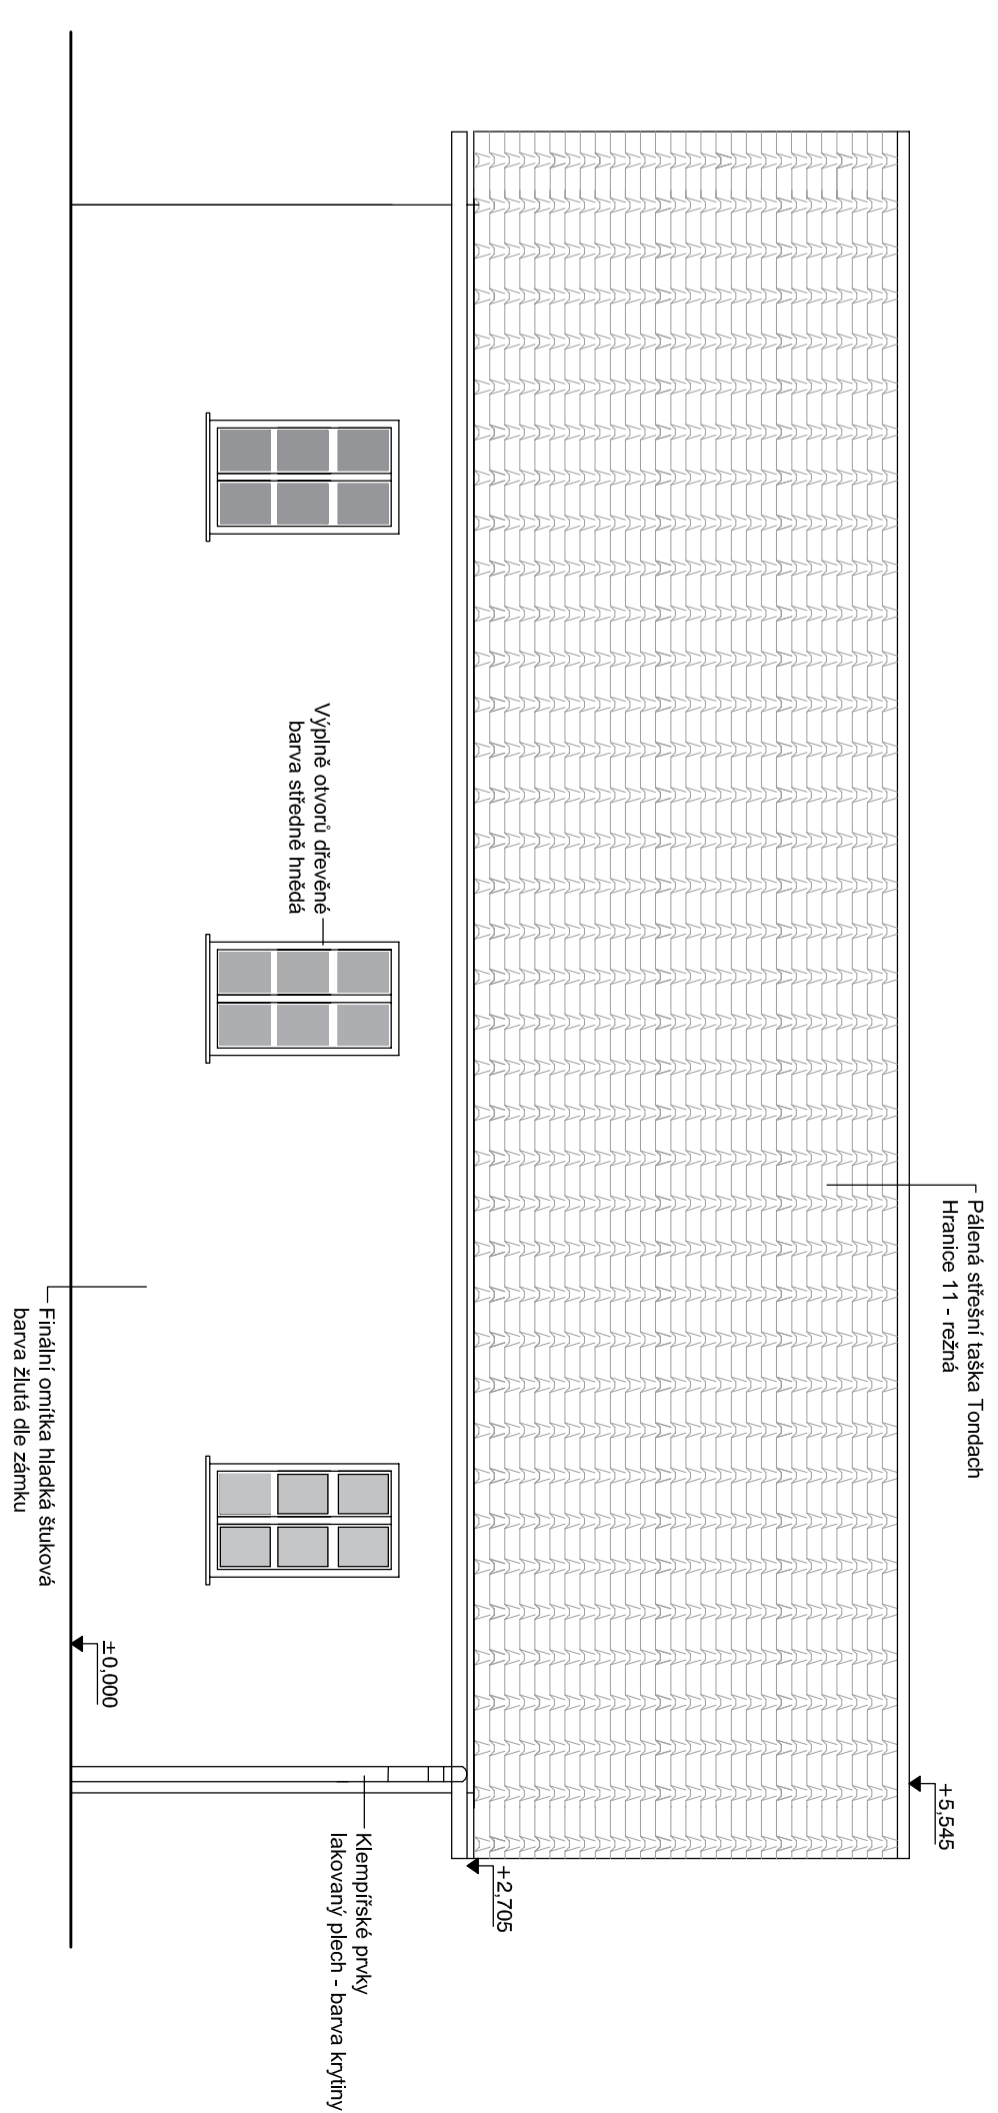 Pálená střešní taška Tondach
Hranice 11 - režná
+5,545
+2,705
Výplně otvorů dřevěné
barva středně hnědá
Klempířské prvky
lakovaný plech - barva krytiny
±0,000
Finální omítka hladká štuková
barva žlutá dle zámku